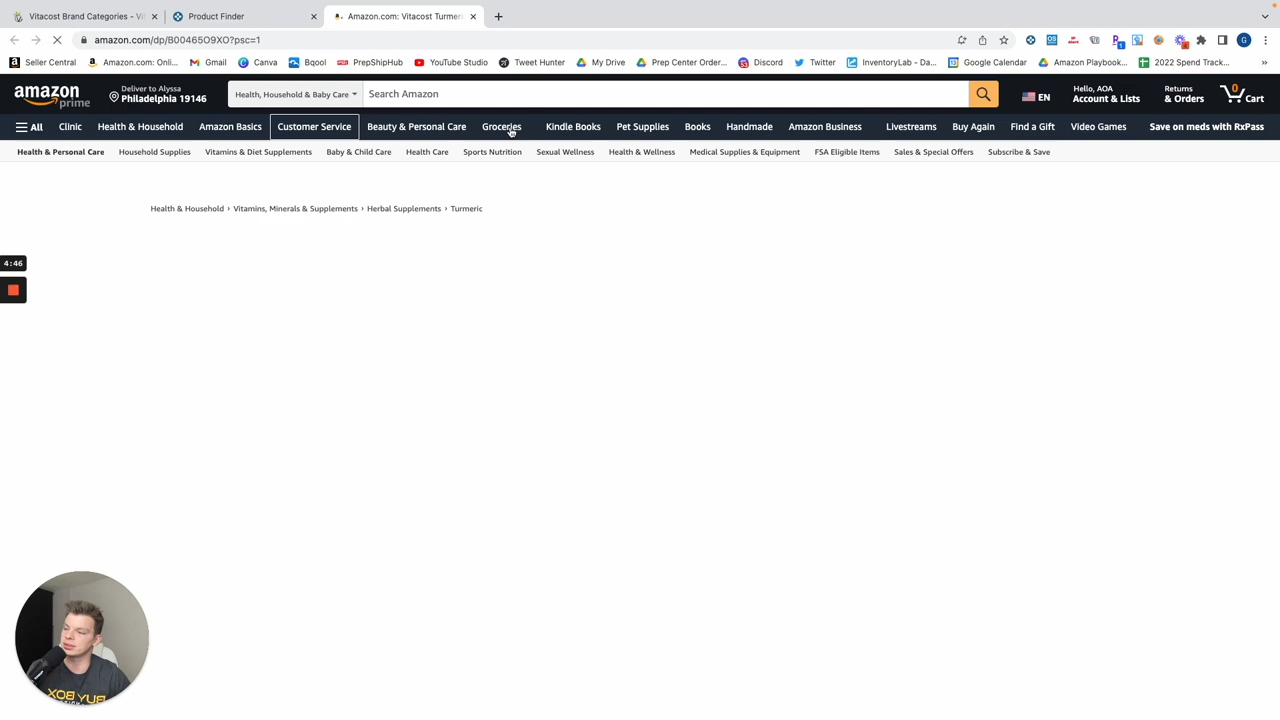 Vitacost Brand Categories - Vi
Product Finder
Amazon.com: Vitacost Turmeri
amazon.com/dp/B00465O9XO?psc=1
Seller Central
Amazon.com: Onli...
Gmail
Canva
Bqool
PrepShipHub
YouTube Studio
Tweet Hunter
My Drive
Prep Center Order...
Discord
Twitter
InventoryLab - Da...
Google Calendar
Amazon Playbook...
2022 Spend Track...
amazon
prime
Deliver to Alyssa
Philadelphia 19146
Health, Household & Baby Care
Search Amazon
EN
Hello, AOA
Account & Lists
Returns
& Orders
0
Cart
All
Clinic
Health & Household
Amazon Basics
Customer Service
Beauty & Personal Care
Groceries
Kindle Books
Pet Supplies
Books
Handmade
Amazon Business
Livestreams
Buy Again
Find a Gift
Video Games
Save on meds with RxPass
Health & Personal Care
Household Supplies
Vitamins & Diet Supplements
Baby & Child Care
Health Care
Sports Nutrition
Sexual Wellness
Health & Wellness
Medical Supplies & Equipment
FSA Eligible Items
Sales & Special Offers
Subscribe & Save
Health & Household › Vitamins, Minerals & Supplements › Herbal Supplements › Turmeric
4:46
BUY BOX